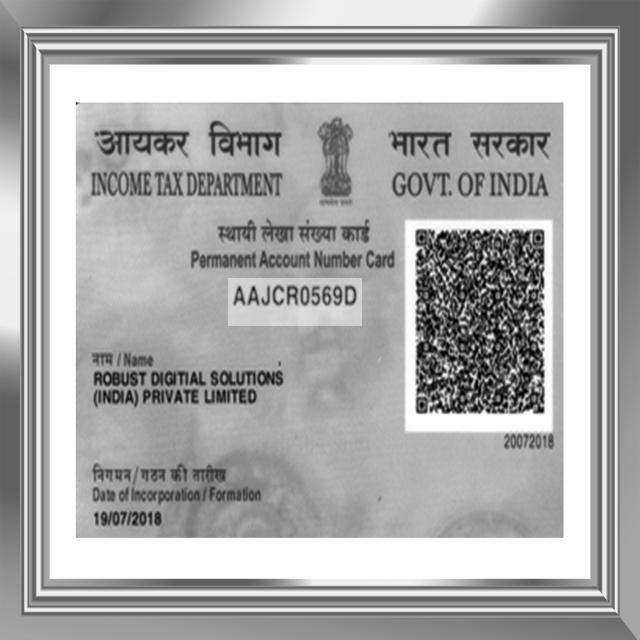 आयकर विभाग
INCOME TAX DEPARTMENT
भारत सरकार
GOVT. OF INDIA
स्थायी लेखा संख्या कार्ड
Permanent Account Number Card
AAJCR0569D
नाम / Name
ROBUST DIGITIAL SOLUTIONS
(INDIA) PRIVATE LIMITED
20072018
निगमन/गठन की तारीख
Date of Incorporation / Formation
19/07/2018